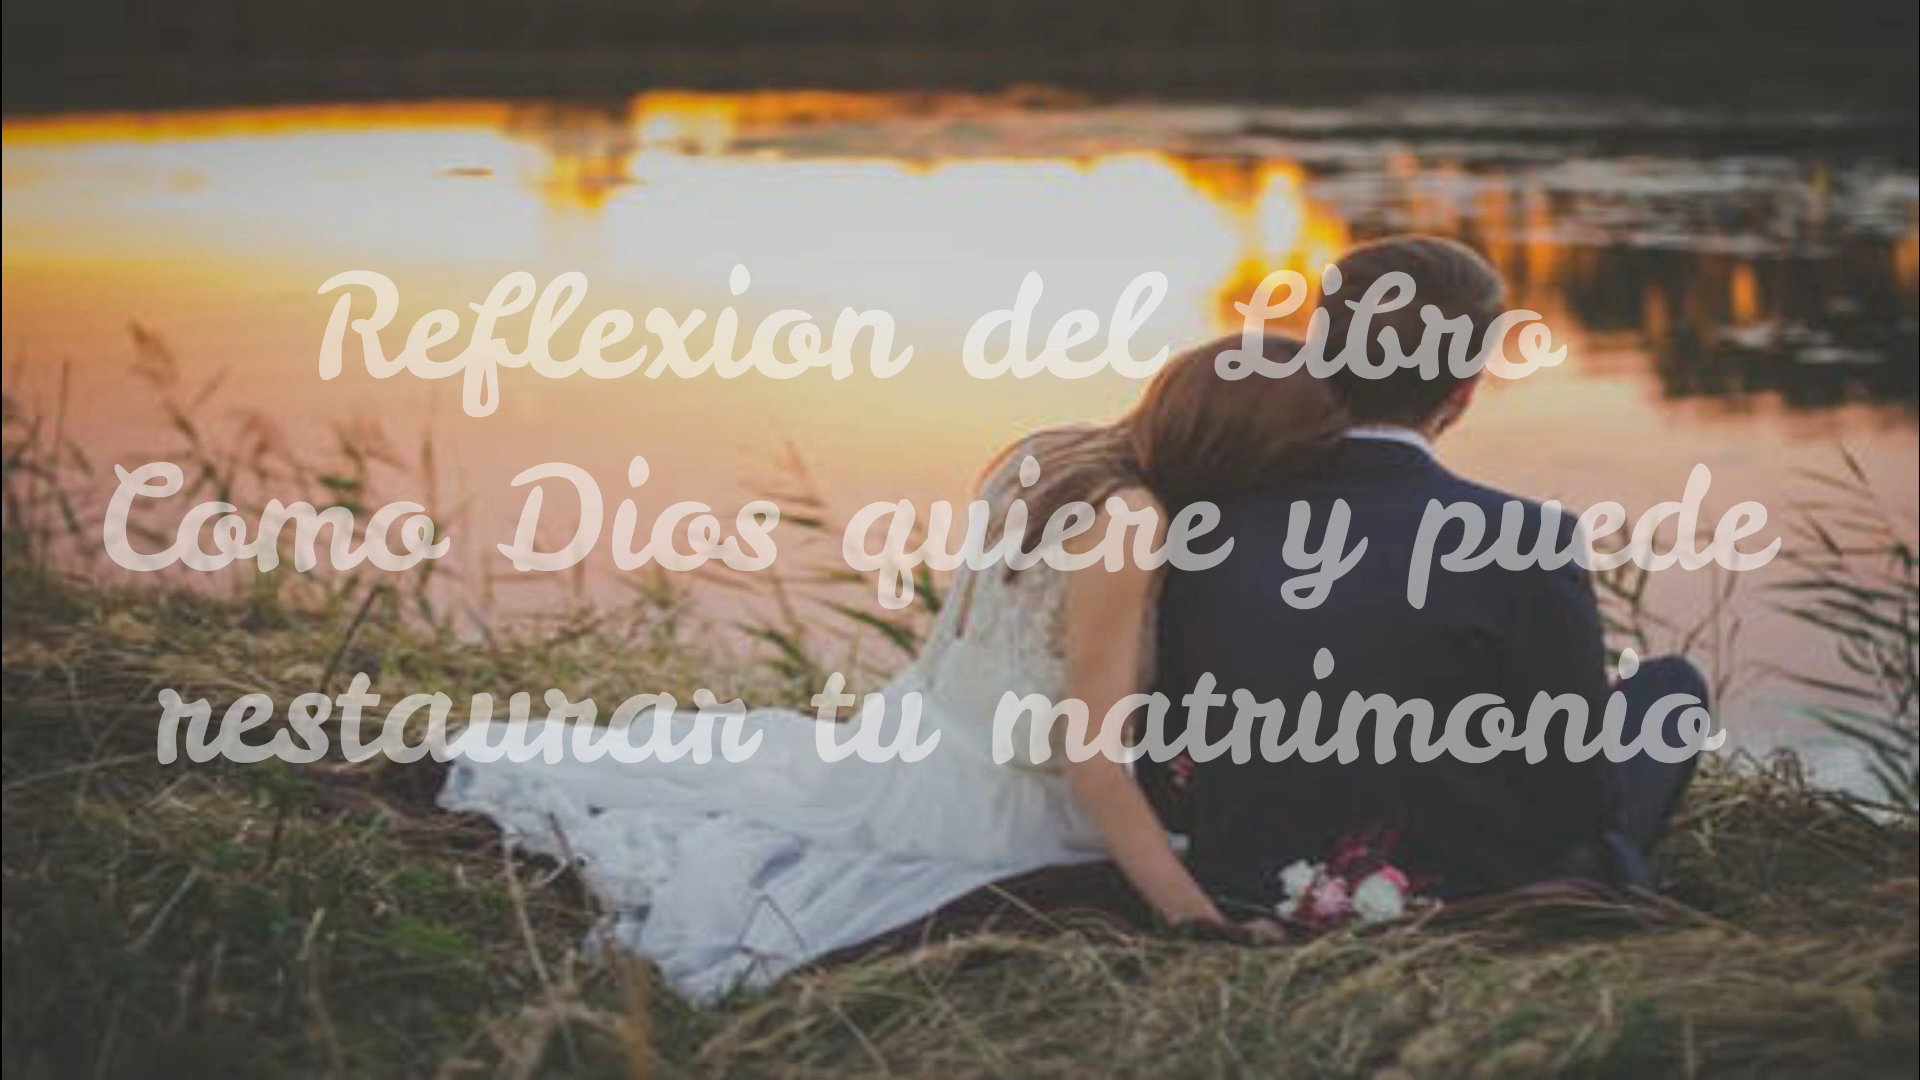 Reflexion del Libro
Como Dios quiere y puede
restaurar tu matrimonio